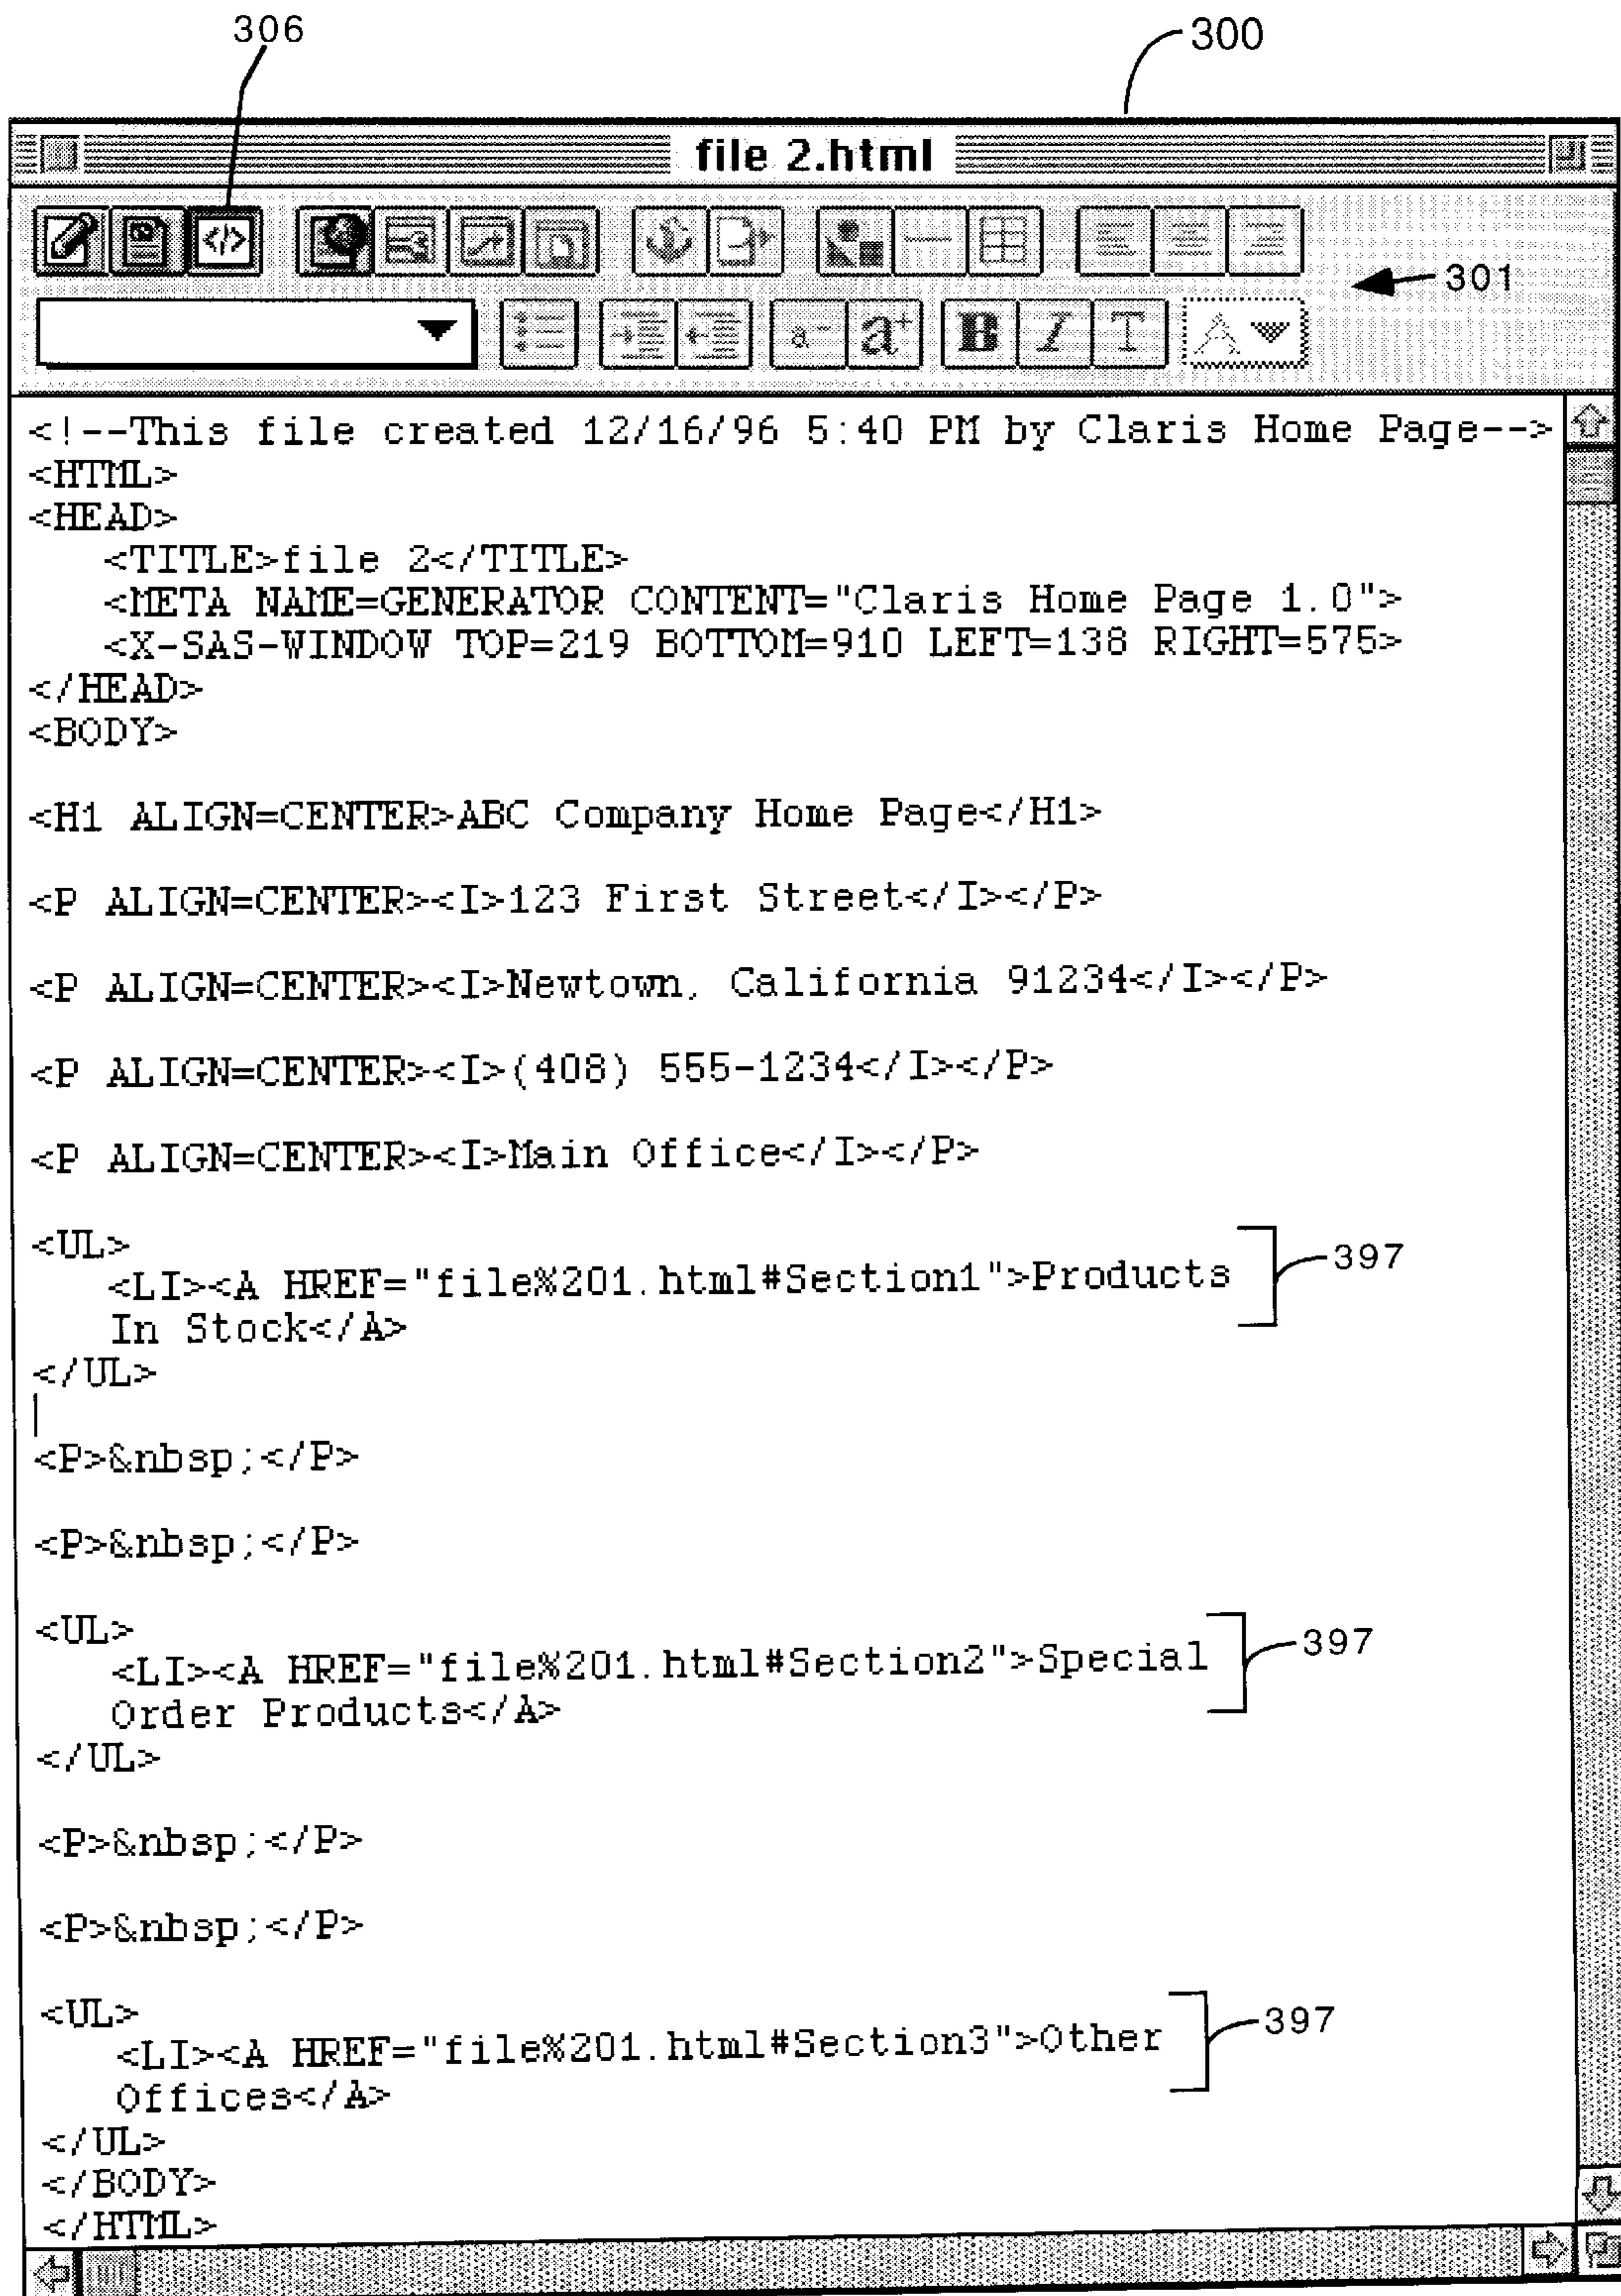 306
300
file 2.html
</>
301
a- a+ B I T A
<!--This file created 12/16/96 5:40 PM by Claris Home Page-->
<HTML>
<HEAD>
<TITLE>file 2</TITLE>
<META NAME=GENERATOR CONTENT="Claris Home Page 1.0">
<X-SAS-WINDOW TOP=219 BOTTOM=910 LEFT=138 RIGHT=575>
</HEAD>
<BODY>
<H1 ALIGN=CENTER>ABC Company Home Page</H1>
<P ALIGN=CENTER><I>123 First Street</I></P>
<P ALIGN=CENTER><I>Newtown, California 91234</I></P>
<P ALIGN=CENTER><I>(408) 555-1234</I></P>
<P ALIGN=CENTER><I>Main Office</I></P>
<UL>
<LI><A HREF="file%201.html#Section1">Products 397
In Stock</A>
</UL>
<P>&nbsp;</P>
<P>&nbsp;</P>
<UL>
<LI><A HREF="file%201.html#Section2">Special 397
Order Products</A>
</UL>
<P>&nbsp;</P>
<P>&nbsp;</P>
<UL>
<LI><A HREF="file%201.html#Section3">Other 397
Offices</A>
</UL>
</BODY>
</HTML>